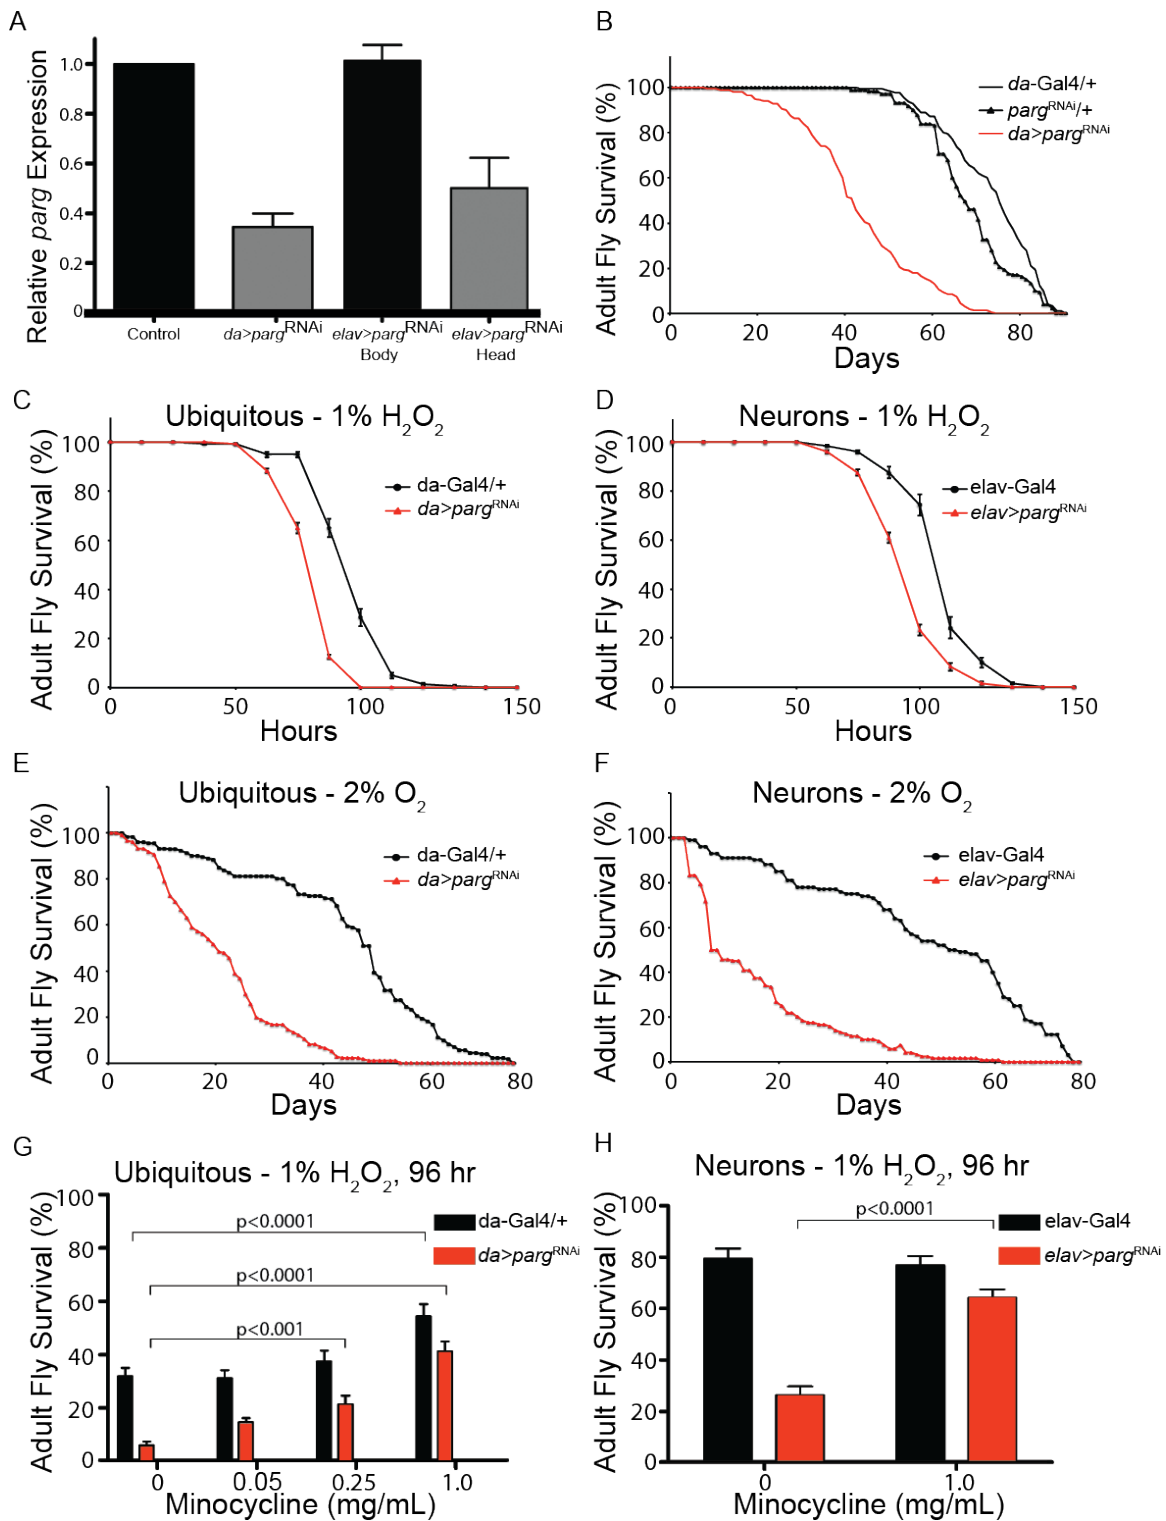 A
Relative parg Expression
1.0
0.8
0.6
0.4
0.2
0
Control
da>pargRNAi
elav>pargRNAi
Body
elav>pargRNAi
Head
B
Adult Fly Survival (%)
100
80
60
40
20
0
0 20 40 60 80
Days
da-Gal4/+
pargRNAi/+
da>pargRNAi
C
Ubiquitous - 1% H2O2
Adult Fly Survival (%)
100
80
60
40
20
0
0 50 100 150
Hours
da-Gal4/+
da>pargRNAi
D
Neurons - 1% H2O2
Adult Fly Survival (%)
100
80
60
40
20
0
0 50 100 150
Hours
elav-Gal4
elav>pargRNAi
E
Ubiquitous - 2% O2
Adult Fly Survival (%)
100
80
60
40
20
0
0 20 40 60 80
Days
da-Gal4/+
da>pargRNAi
F
Neurons - 2% O2
Adult Fly Survival (%)
100
80
60
40
20
0
0 20 40 60 80
Days
elav-Gal4
elav>pargRNAi
G
Ubiquitous - 1% H2O2, 96 hr
Adult Fly Survival (%)
100
80
60
40
20
0
p<0.0001
p<0.0001
p<0.001
da-Gal4/+
da>pargRNAi
0 0.05 0.25 1.0
Minocycline (mg/mL)
H
Neurons - 1% H2O2, 96 hr
Adult Fly Survival (%)
100
80
60
40
20
0
p<0.0001
elav-Gal4
elav>pargRNAi
0 1.0
Minocycline (mg/mL)